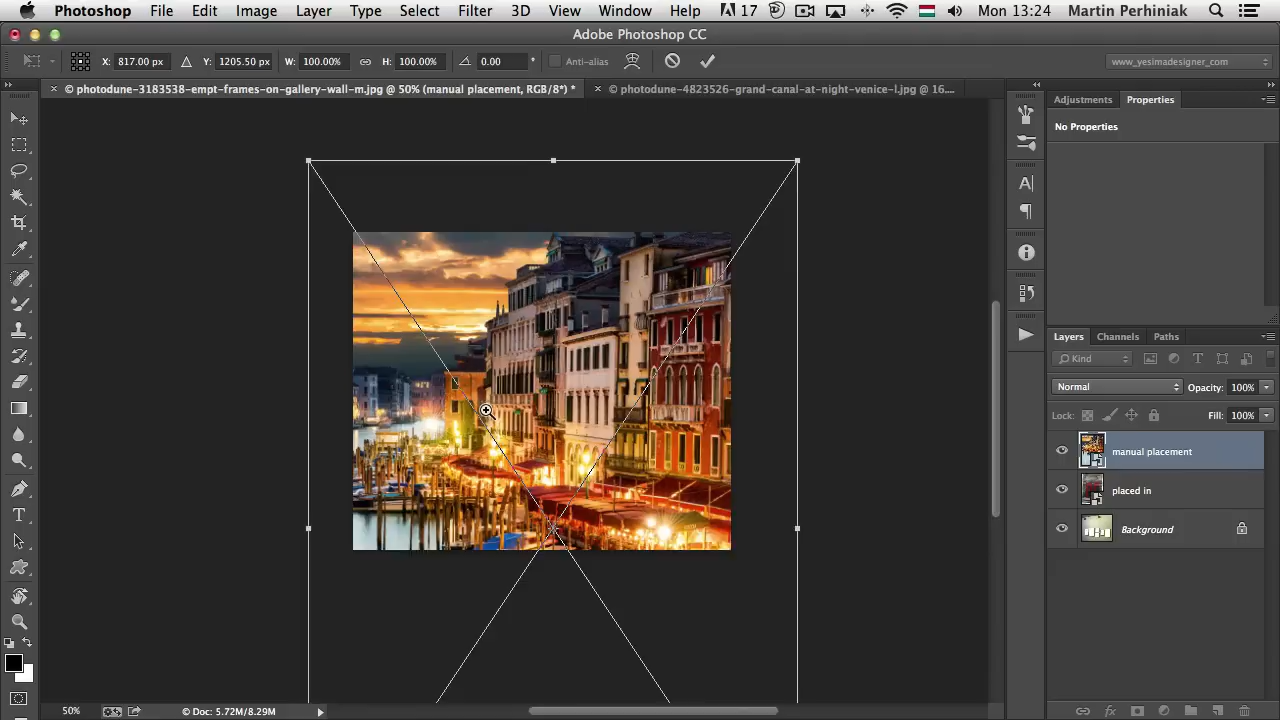 Photoshop File Edit Image Layer Type Select Filter 3D View Window Help 17 Mon 13:24 Martin Perhiniak
Adobe Photoshop CC
X: 817.00 px Y: 1205.50 px W: 100.00% H: 100.00% 0.00 ° Anti-alias www_yesimadesigner_com
× © photodune-3183538-empt-frames-on-gallery-wall-m.jpg @ 50% (manual placement, RGB/8*) * × © photodune-4823526-grand-canal-at-night-venice-l.jpg @ 16....
Adjustments Properties
No Properties
Layers Channels Paths
Kind
Normal Opacity: 100%
Lock: Fill: 100%
manual placement
placed in
Background
50% © Doc: 5.72M/8.29M